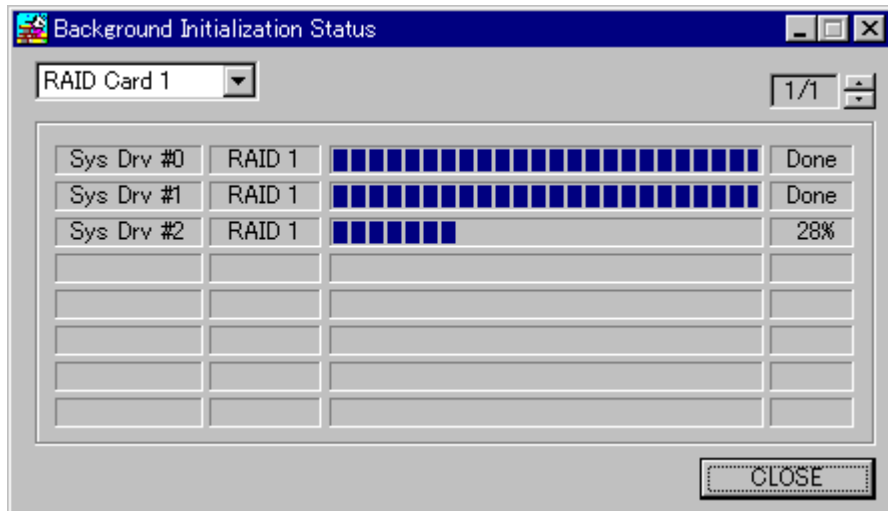 Background Initialization Status
RAID Card 1
1/1
Sys Drv #0 RAID 1 Done
Sys Drv #1 RAID 1 Done
Sys Drv #2 RAID 1 28%
CLOSE